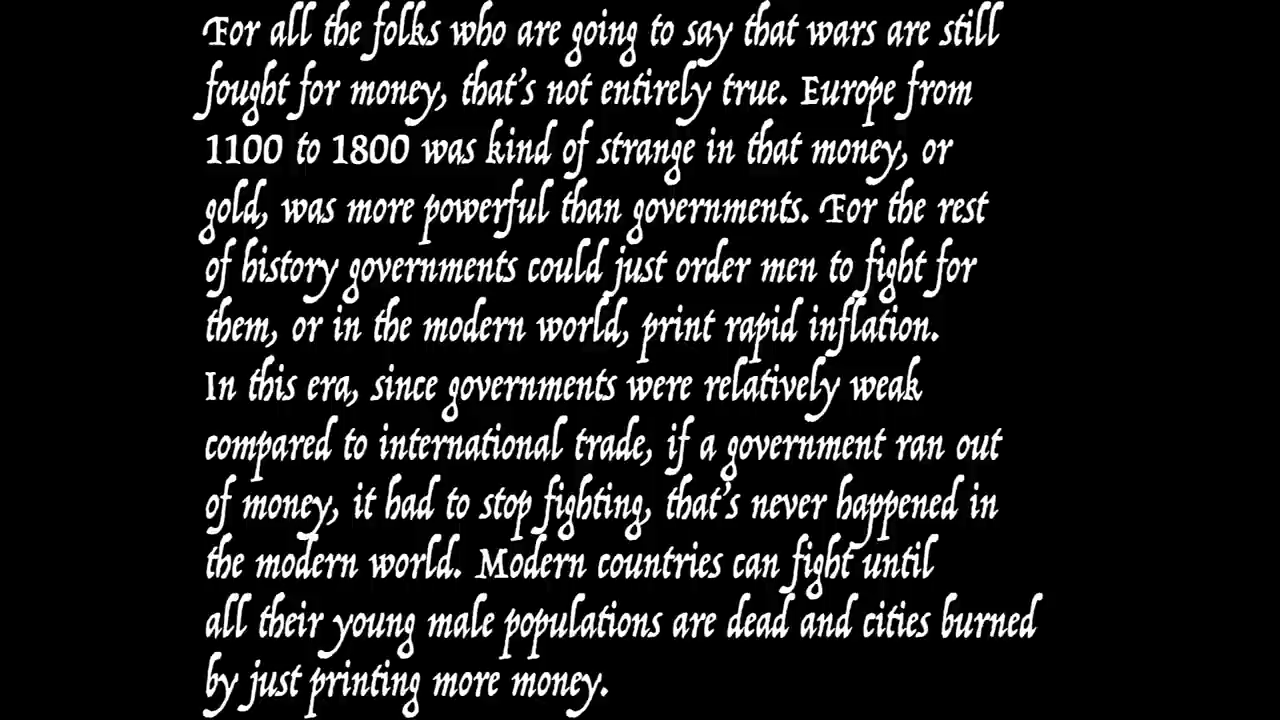 For all the folks who are going to say that wars are still
fought for money, that's not entirely true. Europe from
1100 to 1800 was kind of strange in that money, or
gold, was more powerful than governments. For the rest
of history governments could just order men to fight for
them, or in the modern world, print rapid inflation.
In this era, since governments were relatively weak
compared to international trade, if a government ran out
of money, it had to stop fighting, that's never happened in
the modern world. Modern countries can fight until
all their young male populations are dead and cities burned
by just printing more money.